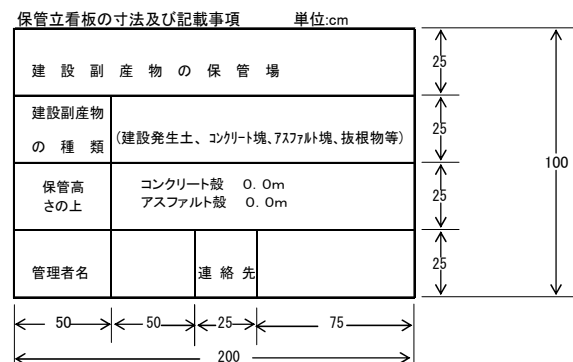 保管立看板の寸法及び記載事項　　　単位:cm
建　設　副　産　物　の　保　管　場
25
建設副産物
の　種　類
(建設発生土、コンクリート塊、アスファルト塊、抜根物等)
25
100
保管高
さの上
コンクリート殻　０．０ｍ
アスファルト殻　０．０ｍ
25
管理者名
連　絡　先
25
50
50
25
75
200